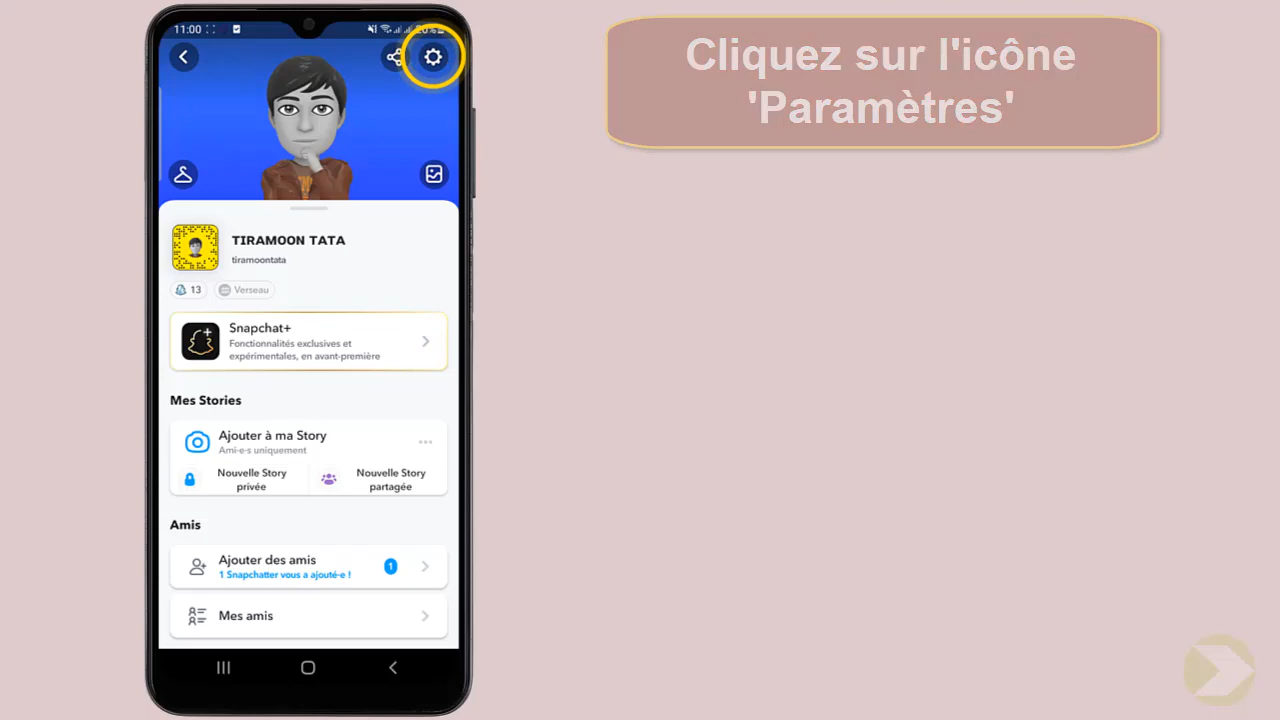 11:00
Cliquez sur l'icône
'Paramètres'
TIRAMOON TATA
tiramoontata
13
Verseau
Snapchat+
Fonctionnalités exclusives et
expérimentales, en avant-première
Mes Stories
Ajouter à ma Story
Ami·e·s uniquement
Nouvelle Story
privée
Nouvelle Story
partagée
Amis
Ajouter des amis
1 Snapchatter vous a ajouté·e !
1
Mes amis